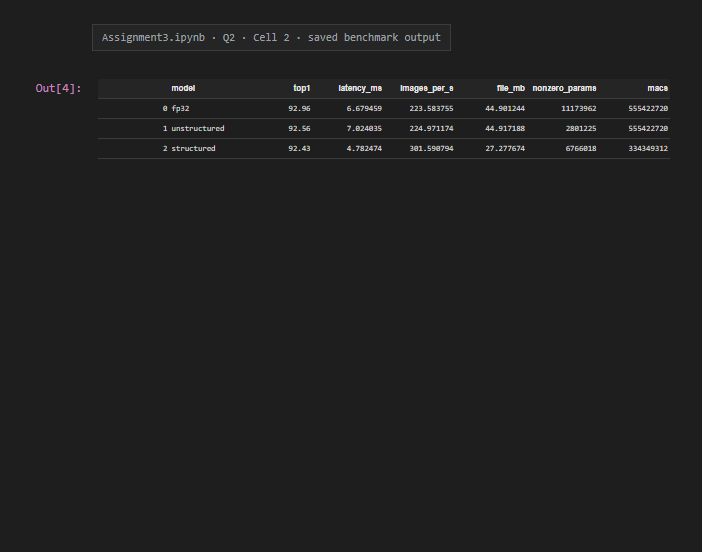 Assignment3.ipynb · Q2 · Cell 2 · saved benchmark output
Out[4]:
model top1 latency_ms images_per_s file_mb nonzero_params macs
0 fp32 92.96 6.679459 223.583755 44.901244 11173962 555422720
1 unstructured 92.56 7.024035 224.971174 44.917188 2801225 555422720
2 structured 92.43 4.782474 301.590794 27.277674 6766018 334349312